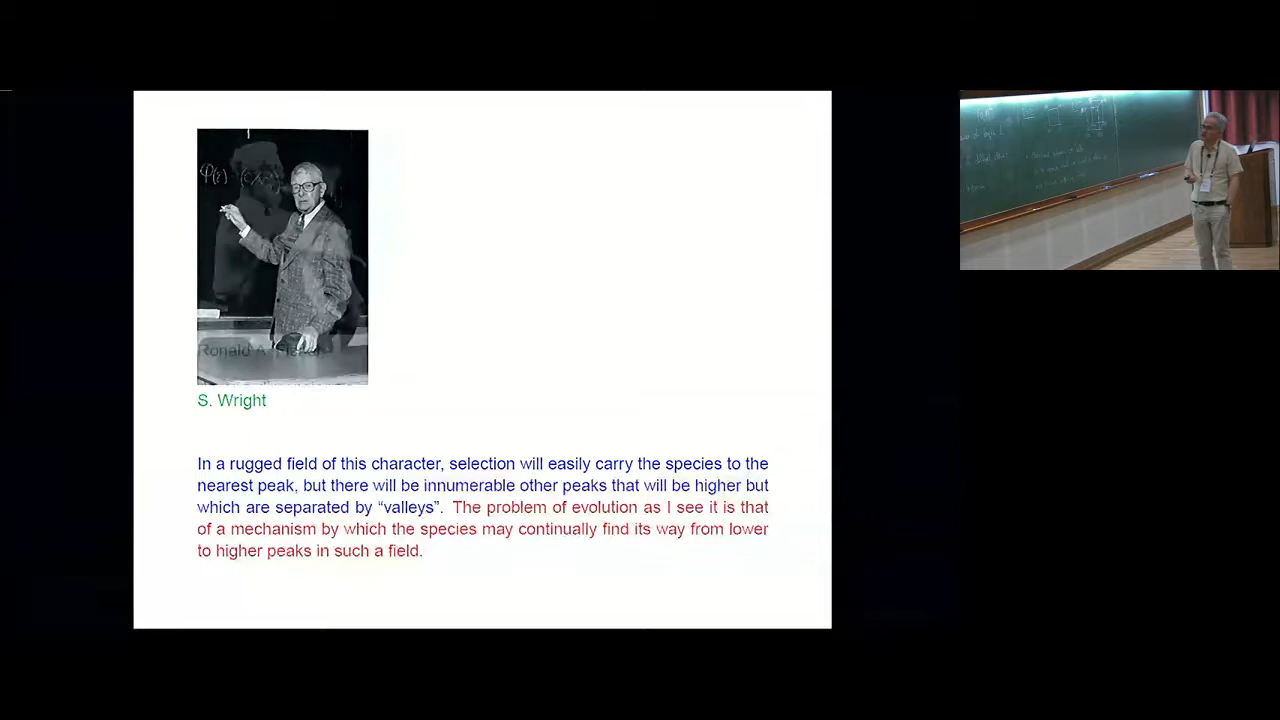 S. Wright
In a rugged field of this character, selection will easily carry the species to the
nearest peak, but there will be innumerable other peaks that will be higher but
which are separated by “valleys”. The problem of evolution as I see it is that
of a mechanism by which the species may continually find its way from lower
to higher peaks in such a field.